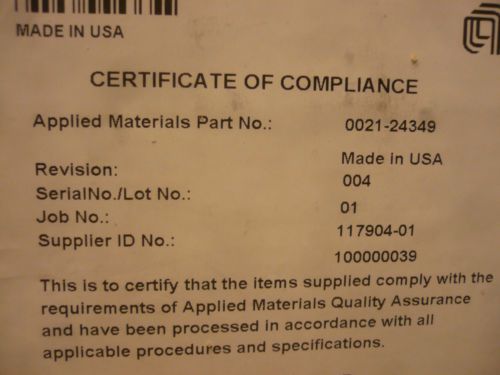 MADE IN USA
CERTIFICATE OF COMPLIANCE
Applied Materials Part No.: 0021-24349
Made in USA
Revision: 004
SerialNo./Lot No.: 01
Job No.: 117904-01
Supplier ID No.: 100000039
This is to certify that the items supplied comply with the
requirements of Applied Materials Quality Assurance
and have been processed in accordance with all
applicable procedures and specifications.